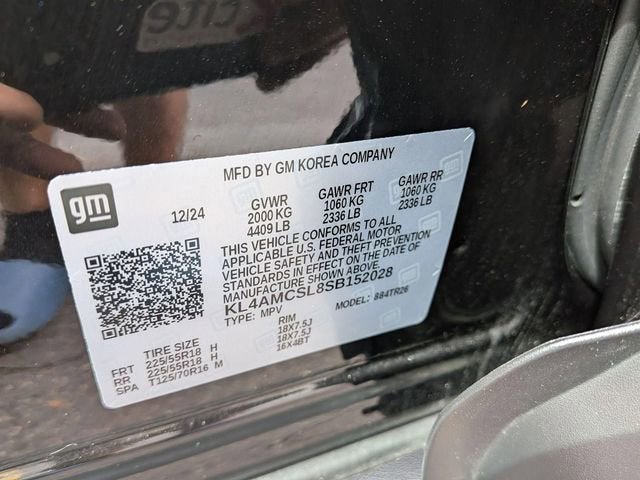 MFD BY GM KOREA COMPANY
gm
12/24
GVWR
2000 KG
4409 LB
GAWR FRT
1060 KG
2336 LB
GAWR RR
1060 KG
2336 LB
THIS VEHICLE CONFORMS TO ALL
APPLICABLE U.S. FEDERAL MOTOR
VEHICLE SAFETY AND THEFT PREVENTION
STANDARDS IN EFFECT ON THE DATE OF
MANUFACTURE SHOWN ABOVE.
KL4AMCSL8SB152028
TYPE: MPV MODEL: 884TR26
TIRE SIZE RIM
FRT 225/55R18 H 18X7.5J
RR 225/55R18 H 18X7.5J
SPA T125/70R16 M 16X4BT